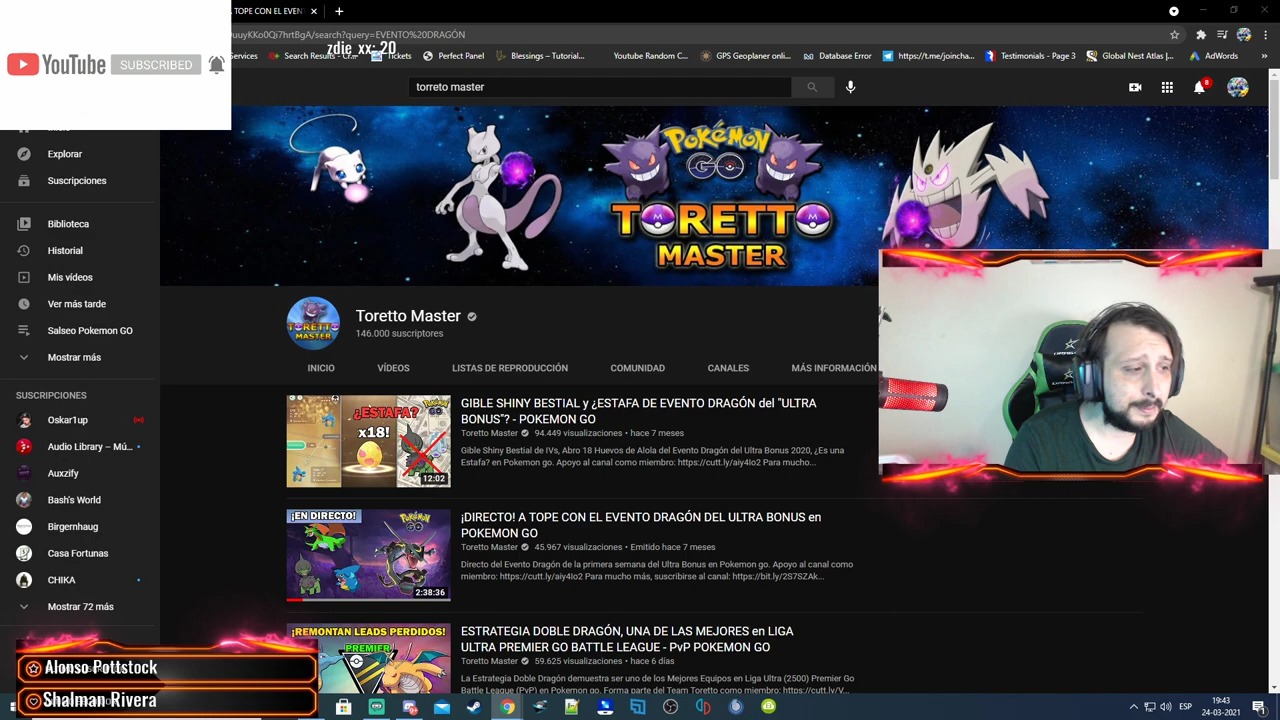 A TOPE CON EL EVEN
uuyKKo0Qi7hrtBgA/search?query=EVENTO%20DRAGÓN
zdie_xx: 20
YouTube SUBSCRIBED
Search Results - Cr...
Tickets
Perfect Panel
Blessings – Tutorial...
Youtube Random C...
GPS Geoplaner onli...
Database Error
https://t.me/joincha...
Testimonials - Page 3
Global Nest Atlas |...
AdWords
torreto master
8
Explorar
Suscripciones
Biblioteca
Historial
Mis vídeos
Ver más tarde
Salseo Pokemon GO
Mostrar más
SUSCRIPCIONES
Oskar1up
Audio Library – Mú...
Auxzify
Bash's World
Birgernhaug
Casa Fortunas
CHIKA
Mostrar 72 más
POKÉMON
GO
TORETTO
MASTER
Toretto Master
146.000 suscriptores
INICIO
VÍDEOS
LISTAS DE REPRODUCCIÓN
COMUNIDAD
CANALES
MÁS INFORMACIÓN
¿ESTAFA?
x18!
12:02
GIBLE SHINY BESTIAL y ¿ESTAFA DE EVENTO DRAGÓN del "ULTRA
BONUS"? - POKEMON GO
Toretto Master 94.449 visualizaciones • hace 7 meses
Gible Shiny Bestial de IVs, Abro 18 Huevos de Alola del Evento Dragón del Ultra Bonus 2020, ¿Es una
Estafa? en Pokemon go. Apoyo al canal como miembro: https://cutt.ly/aiy4Io2 Para mucho...
¡EN DIRECTO!
2:38:36
¡DIRECTO! A TOPE CON EL EVENTO DRAGÓN DEL ULTRA BONUS en
POKEMON GO
Toretto Master 45.967 visualizaciones • Emitido hace 7 meses
Directo del Evento Dragón de la primera semana del Ultra Bonus en Pokemon go. Apoyo al canal como
miembro: https://cutt.ly/aiy4Io2 Para mucho más, suscribirse al canal: https://bit.ly/2S7SZAk...
¡REMONTAN LEADS PERDIDOS!
PREMIER
ESTRATEGIA DOBLE DRAGÓN, UNA DE LAS MEJORES en LIGA
ULTRA PREMIER GO BATTLE LEAGUE - PvP POKEMON GO
Toretto Master 59.625 visualizaciones • hace 6 días
La Estrategia Doble Dragón demuestra ser uno de los Mejores Equipos en Liga Ultra (2500) Premier Go
Battle League (PvP) en Pokemon go. Forma parte del Team Toretto como miembro: https://cutt.ly/V...
Alonso Pottstock
Shalman Rivera
ESP
19:43
24-03-2021